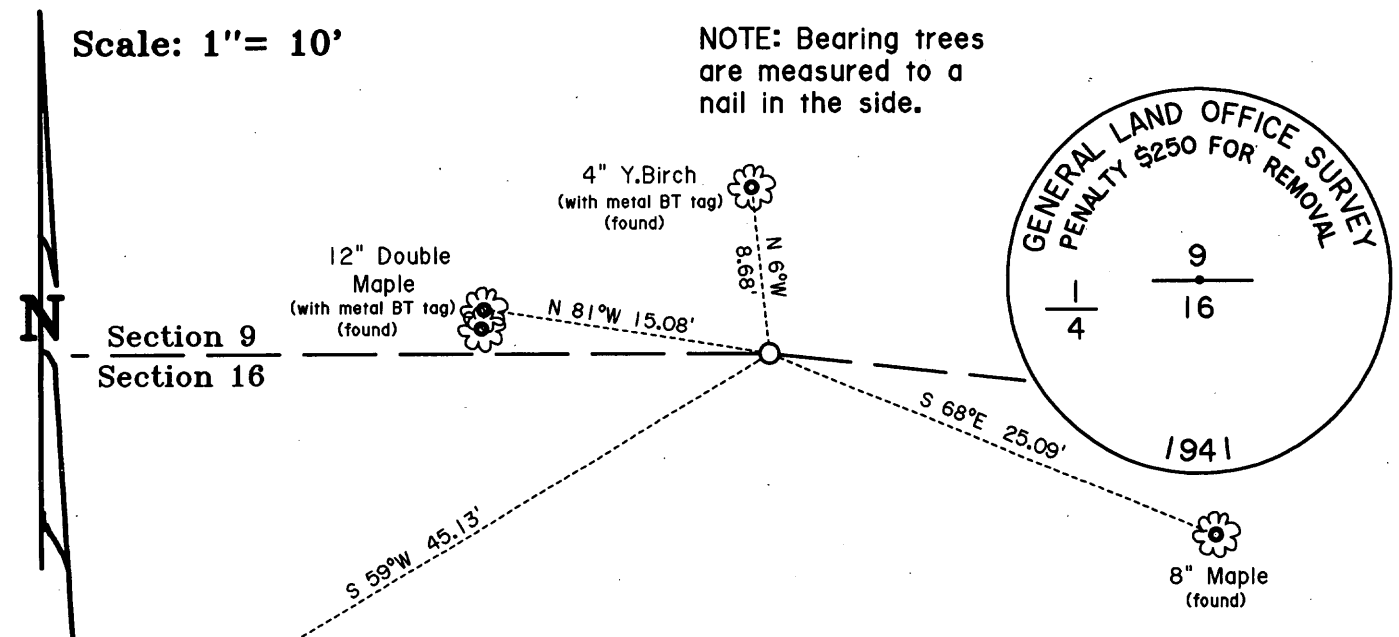 Scale: 1"= 10'
NOTE: Bearing trees
are measured to a
nail in the side.
GENERAL LAND OFFICE SURVEY
PENALTY $250 FOR REMOVAL
1
4
9
16
1941
4" Y.Birch
(with metal BT tag)
(found)
N 6°W
8.68'
12" Double
Maple
(with metal BT tag)
(found)
N 81°W 15.08'
N
Section 9
Section 16
S 68°E 25.09'
S 59°W 45.13'
8" Maple
(found)